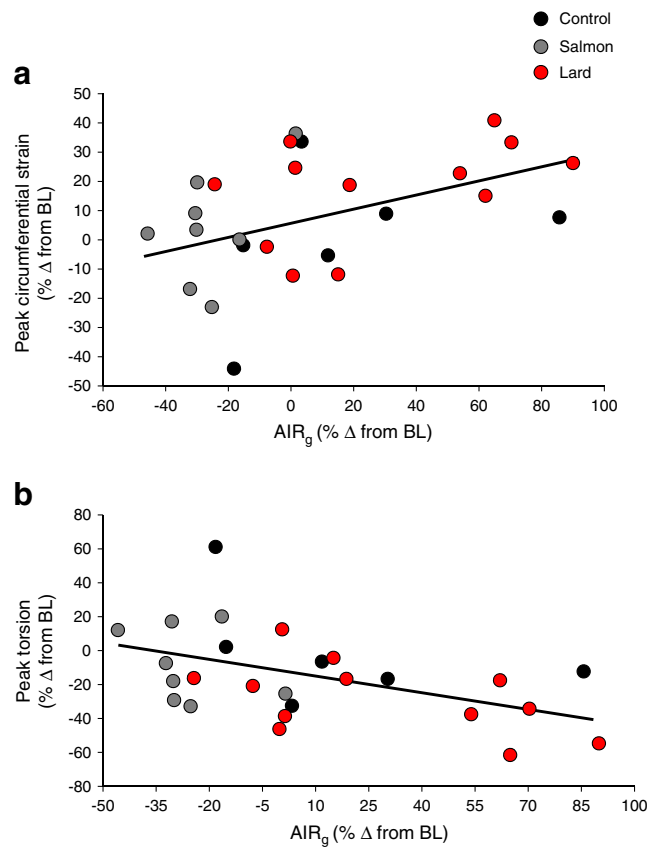 Control
Salmon
Lard
a
Peak circumferential strain
(% Δ from BL)
50
40
30
20
10
0
-10
-20
-30
-40
-50
-60 -40 -20 0 20 40 60 80 100
AIRg (% Δ from BL)
b
Peak torsion
(% Δ from BL)
80
60
40
20
0
-20
-40
-60
-80
-50 -35 -20 -5 10 25 40 55 70 85 100
AIRg (% Δ from BL)